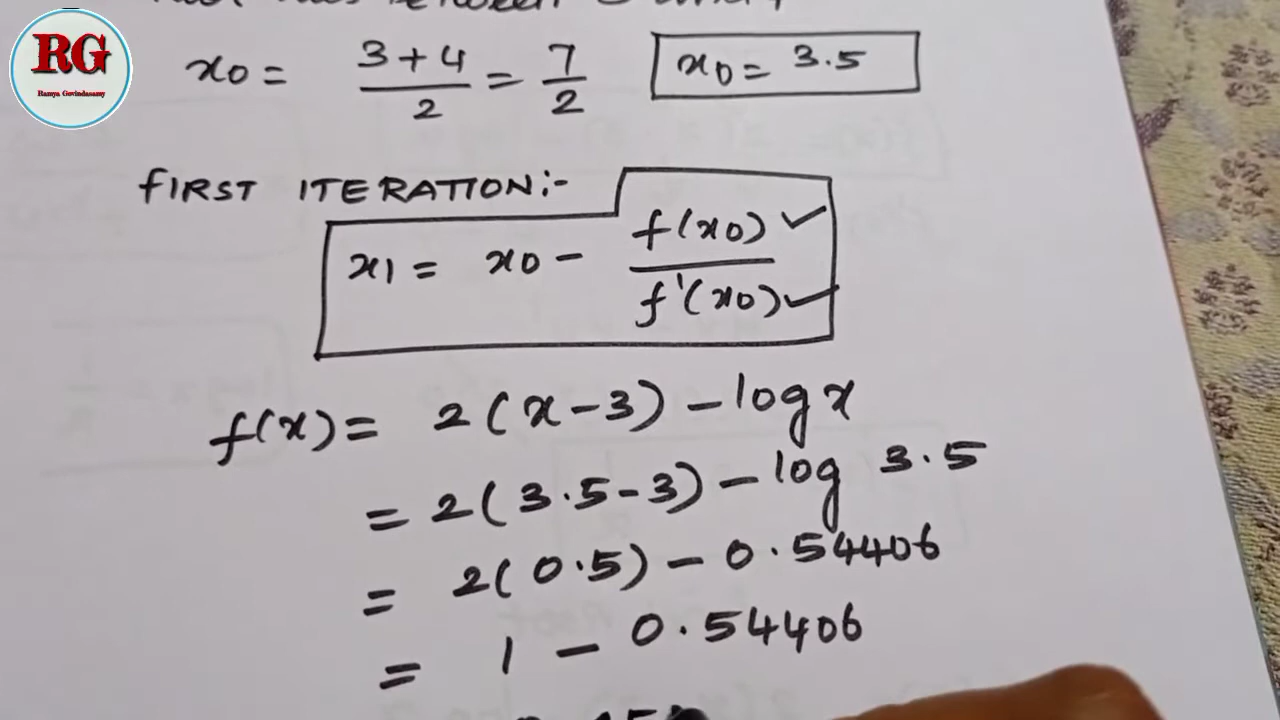 RG
Ramya Govindasamy
x0 = 3+4/2 = 7/2 x0 = 3.5
FIRST ITERATION:-
x1 = x0 - f(x0)/f'(x0)
f(x) = 2(x-3) - log x
= 2(3.5-3) - log 3.5
= 2(0.5) - 0.54406
= 1 - 0.54406